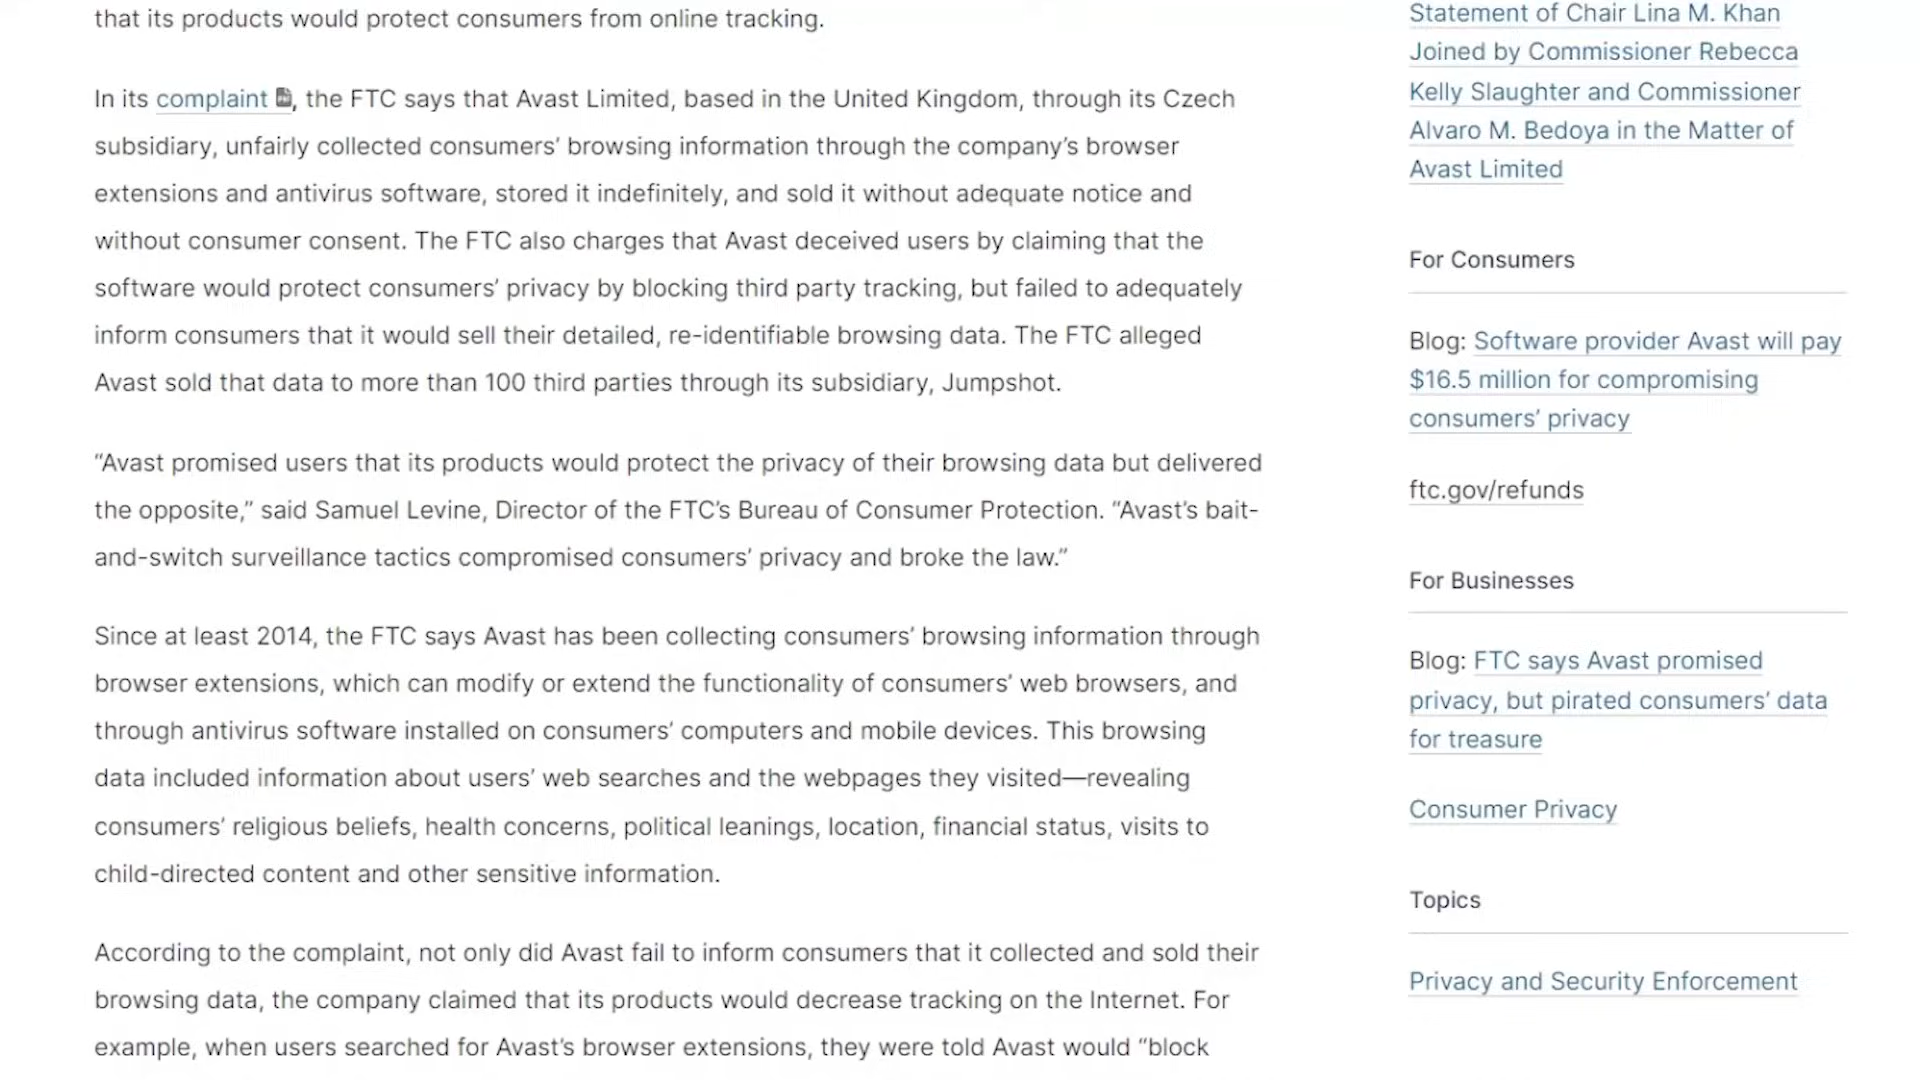 that its products would protect consumers from online tracking.
In its complaint, the FTC says that Avast Limited, based in the United Kingdom, through its Czech
subsidiary, unfairly collected consumers’ browsing information through the company’s browser
extensions and antivirus software, stored it indefinitely, and sold it without adequate notice and
without consumer consent. The FTC also charges that Avast deceived users by claiming that the
software would protect consumers’ privacy by blocking third party tracking, but failed to adequately
inform consumers that it would sell their detailed, re-identifiable browsing data. The FTC alleged
Avast sold that data to more than 100 third parties through its subsidiary, Jumpshot.
“Avast promised users that its products would protect the privacy of their browsing data but delivered
the opposite,” said Samuel Levine, Director of the FTC’s Bureau of Consumer Protection. “Avast’s bait-
and-switch surveillance tactics compromised consumers’ privacy and broke the law.”
Since at least 2014, the FTC says Avast has been collecting consumers’ browsing information through
browser extensions, which can modify or extend the functionality of consumers’ web browsers, and
through antivirus software installed on consumers’ computers and mobile devices. This browsing
data included information about users’ web searches and the webpages they visited—revealing
consumers’ religious beliefs, health concerns, political leanings, location, financial status, visits to
child-directed content and other sensitive information.
According to the complaint, not only did Avast fail to inform consumers that it collected and sold their
browsing data, the company claimed that its products would decrease tracking on the Internet. For
example, when users searched for Avast’s browser extensions, they were told Avast would “block
Statement of Chair Lina M. Khan
Joined by Commissioner Rebecca
Kelly Slaughter and Commissioner
Alvaro M. Bedoya in the Matter of
Avast Limited
For Consumers
Blog: Software provider Avast will pay
$16.5 million for compromising
consumers’ privacy
ftc.gov/refunds
For Businesses
Blog: FTC says Avast promised
privacy, but pirated consumers’ data
for treasure
Consumer Privacy
Topics
Privacy and Security Enforcement